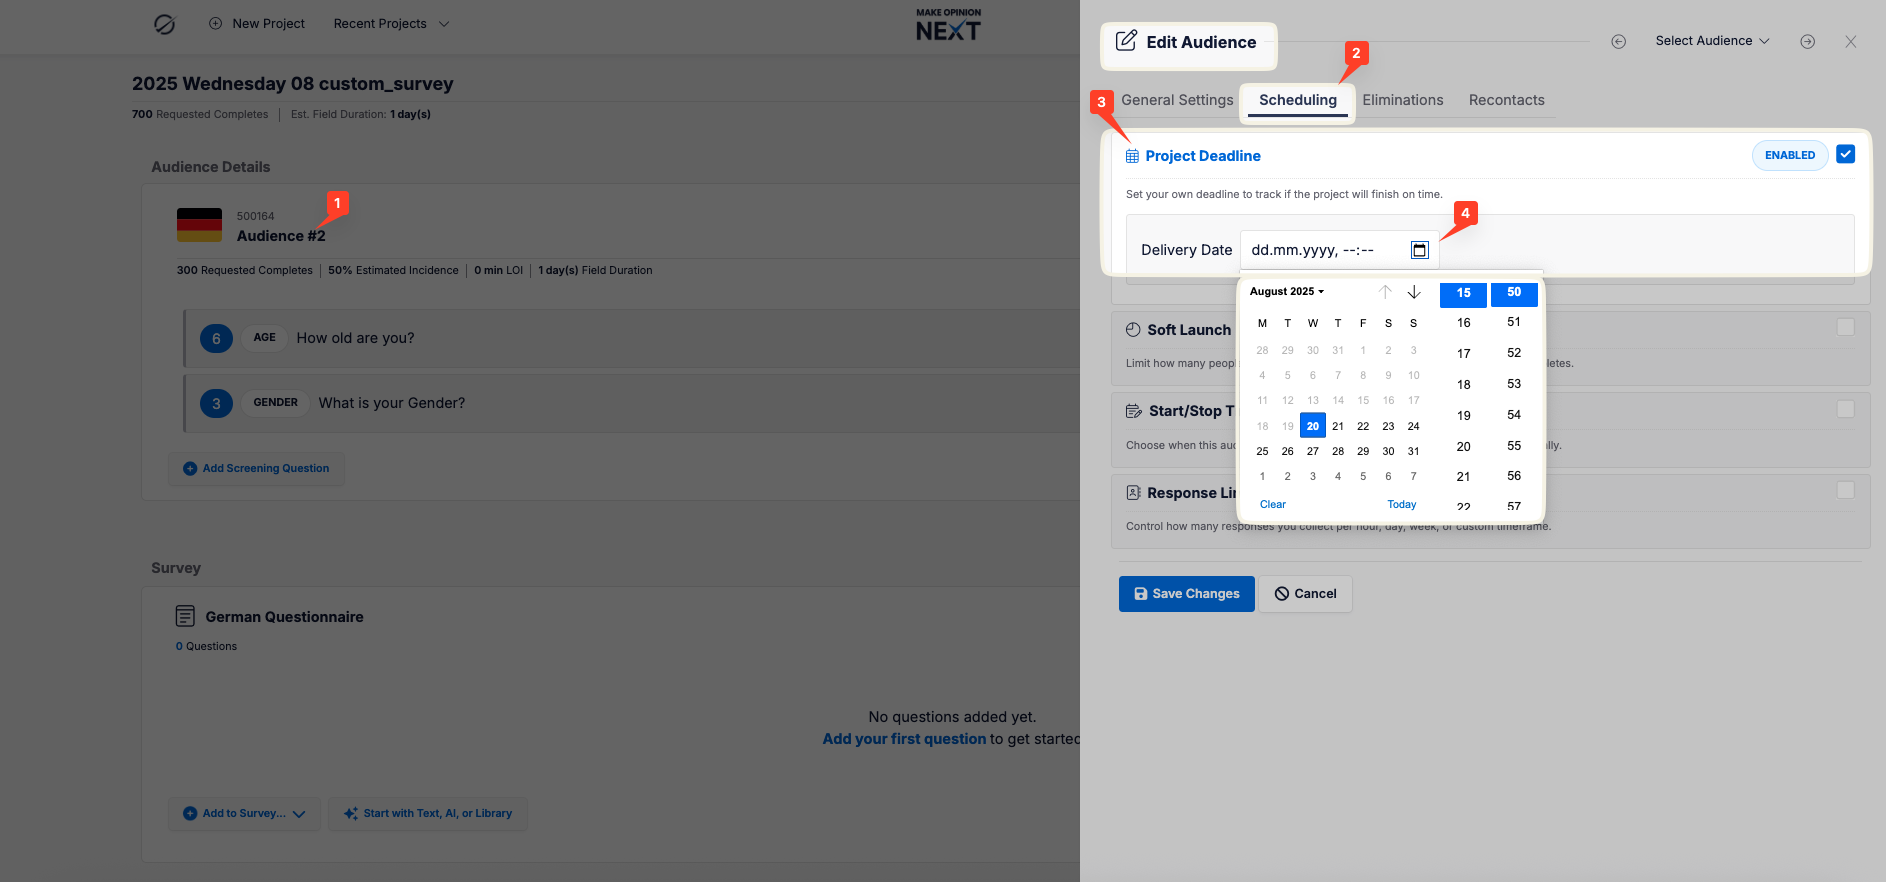 New Project
Recent Projects
MAKE OPINION
NEXT
2025 Wednesday 08 custom_survey
700 Requested Completes
Est. Field Duration: 1 day(s)
Audience Details
1
500164
Audience #2
300 Requested Completes
50% Estimated Incidence
0 min LOI
1 day(s) Field Duration
6
AGE
How old are you?
3
GENDER
What is your Gender?
Add Screening Question
Survey
German Questionnaire
0 Questions
No questions added yet.
Add your first question to get started
Add to Survey...
Start with Text, AI, or Library
Edit Audience
Select Audience
2
3
General Settings
Scheduling
Eliminations
Recontacts
Project Deadline
ENABLED
Set your own deadline to track if the project will finish on time.
4
Delivery Date
dd.mm.yyyy, --:--
August 2025
M T W T F S S
28 29 30 31 1 2 3
4 5 6 7 8 9 10
11 12 13 14 15 16 17
18 19 20 21 22 23 24
25 26 27 28 29 30 31
1 2 3 4 5 6 7
Clear
Today
15 50
16 51
17 52
18 53
19 54
20 55
21 56
22 57
Soft Launch
Limit how many
Start/Stop
Choose when this
Response
Control how many responses you collect per hour, day, week, or custom timeframe.
Save Changes
Cancel